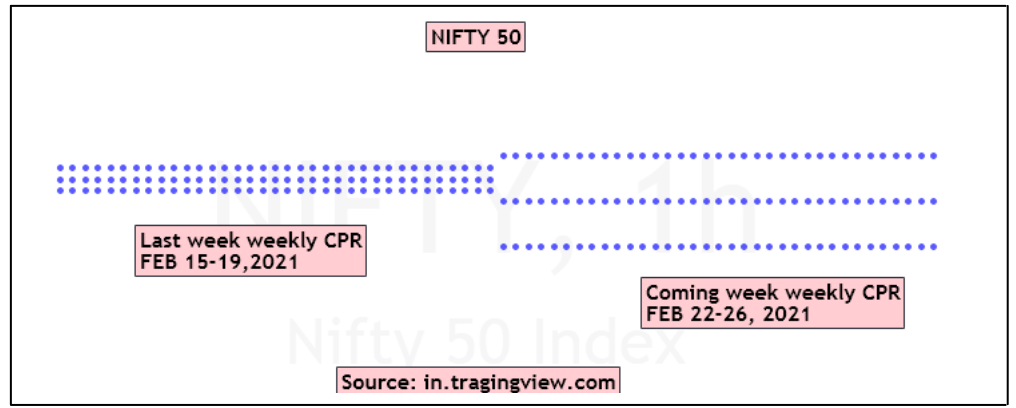 NIFTY 50
NIFTY, 1h
Last week weekly CPR
FEB 15-19,2021
Coming week weekly CPR
FEB 22-26, 2021
Nifty 50 Index
Source: in.tragingview.com